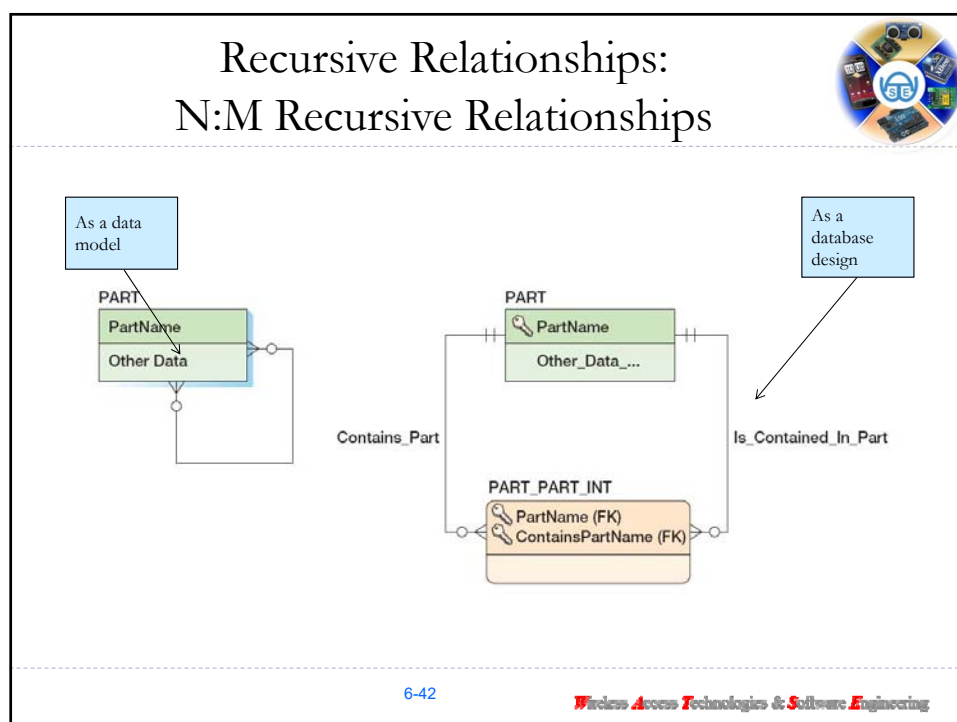 Recursive Relationships:
N:M Recursive Relationships
S E
As a data
model
As a
database
design
PART
PartName
Other Data
PART
PartName
Other_Data_...
Contains_Part
Is_Contained_In_Part
PART_PART_INT
PartName (FK)
ContainsPartName (FK)
6-42
Wireless Access Technologies & Software Engineering